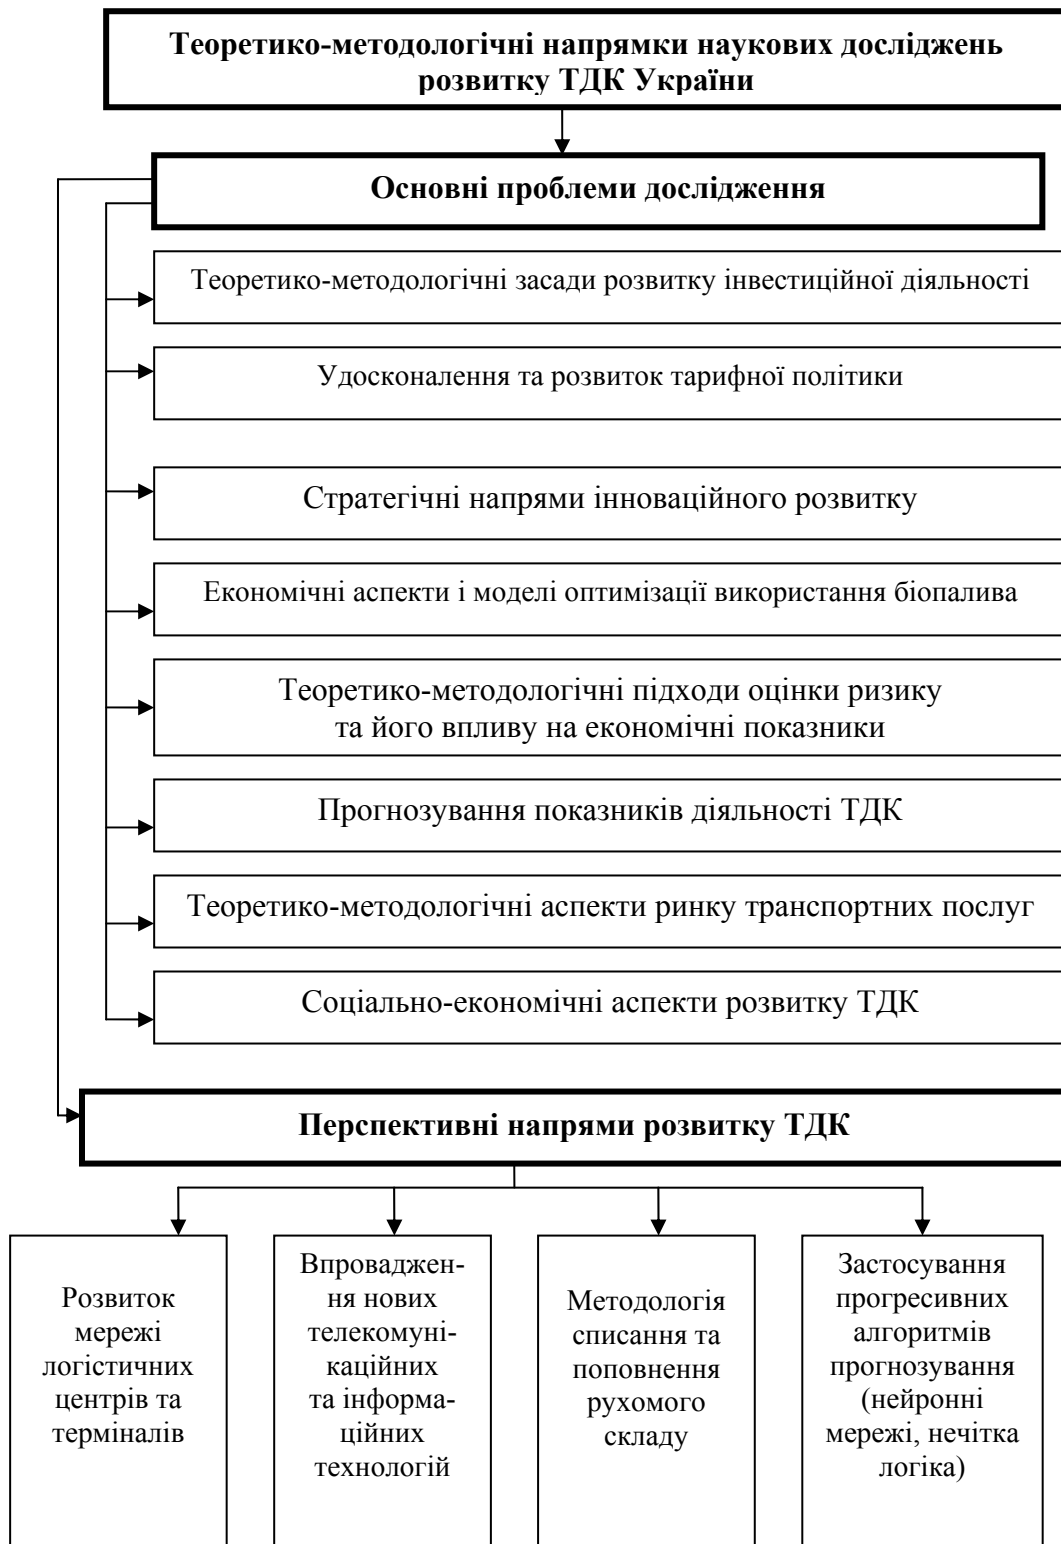 Теоретико-методологічні напрямки наукових досліджень
розвитку ТДК України
Основні проблеми дослідження
Теоретико-методологічні засади розвитку інвестиційної діяльності
Удосконалення та розвиток тарифної політики
Стратегічні напрями інноваційного розвитку
Економічні аспекти і моделі оптимізації використання біопалива
Теоретико-методологічні підходи оцінки ризику
та його впливу на економічні показники
Прогнозування показників діяльності ТДК
Теоретико-методологічні аспекти ринку транспортних послуг
Соціально-економічні аспекти розвитку ТДК
Перспективні напрями розвитку ТДК
Розвиток
мережі
логістичних
центрів та
терміналів
Впроваджен-
ня нових
телекомуні-
каційних
та інформа-
ційних
технологій
Методологія
списання та
поповнення
рухомого
складу
Застосування
прогресивних
алгоритмів
прогнозування
(нейронні
мережі, нечітка
логіка)